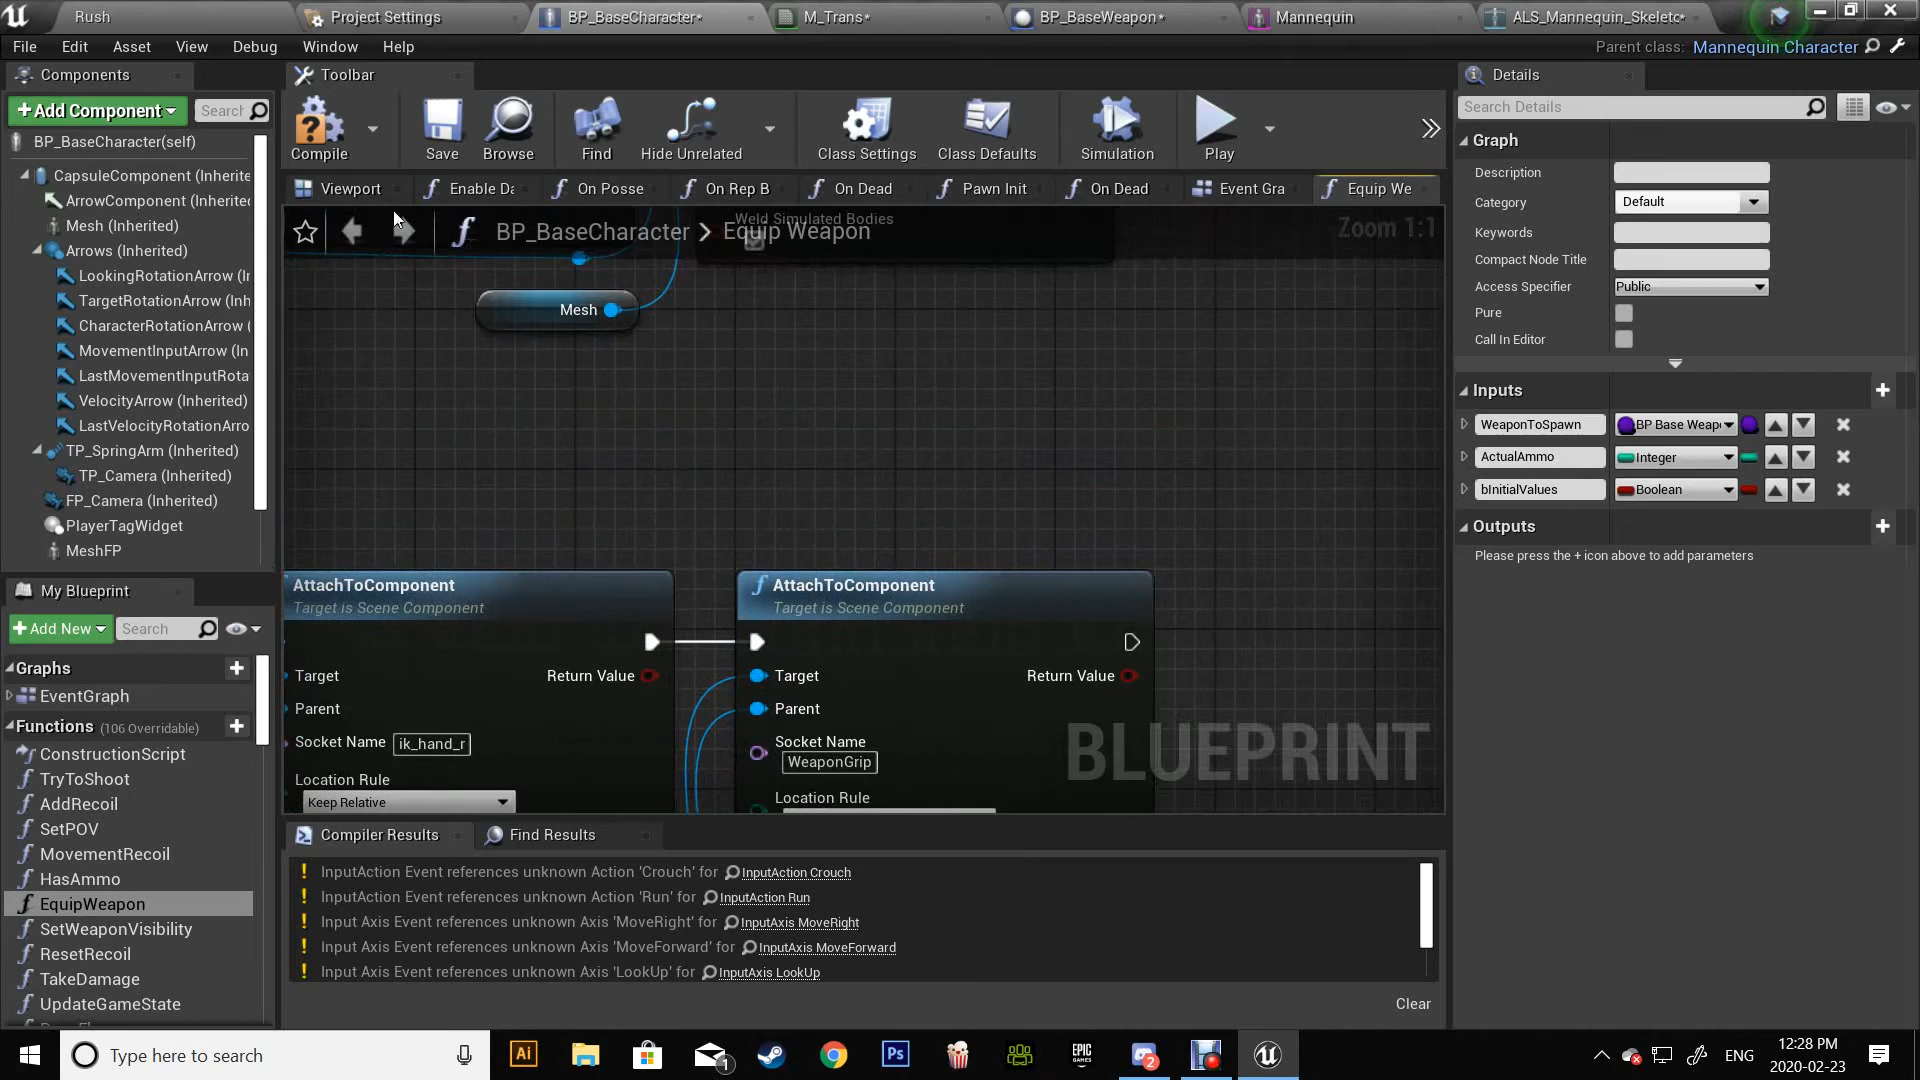 Rush
Project Settings
BP_BaseCharacter*
M_Trans*
BP_BaseWeapon*
Mannequin
ALS_Mannequin_Skeletc*
File Edit Asset View Debug Window Help
Parent class: Mannequin Character
Components
+Add Component
Search
BP_BaseCharacter(self)
CapsuleComponent (Inherite
ArrowComponent (Inherited
Mesh (Inherited)
Arrows (Inherited)
LookingRotationArrow (Ir
TargetRotationArrow (Inh
CharacterRotationArrow (
MovementInputArrow (In
LastMovementInputRota
VelocityArrow (Inherited)
LastVelocityRotationArro
TP_SpringArm (Inherited)
TP_Camera (Inherited)
FP_Camera (Inherited)
PlayerTagWidget
MeshFP
My Blueprint
+Add New
Search
Graphs
EventGraph
Functions (106 Overridable)
ConstructionScript
TryToShoot
AddRecoil
SetPOV
MovementRecoil
HasAmmo
EquipWeapon
SetWeaponVisibility
ResetRecoil
TakeDamage
UpdateGameState
Toolbar
Compile
Save
Browse
Find
Hide Unrelated
Class Settings
Class Defaults
Simulation
Play
Viewport
Enable Da
On Posse
On Rep B
On Dead
Pawn Init
On Dead
Event Gra
Equip We
BP_BaseCharacter > Equip Weapon
Weld Simulated Bodies
Zoom 1:1
Mesh
AttachToComponent
Target is Scene Component
Target
Return Value
Parent
Socket Name ik_hand_r
Location Rule
Keep Relative
AttachToComponent
Target is Scene Component
Target
Return Value
Parent
Socket Name
WeaponGrip
Location Rule
BLUEPRINT
Compiler Results
Find Results
! InputAction Event references unknown Action 'Crouch' for InputAction Crouch
! InputAction Event references unknown Action 'Run' for InputAction Run
! Input Axis Event references unknown Axis 'MoveRight' for InputAxis MoveRight
! Input Axis Event references unknown Axis 'MoveForward' for InputAxis MoveForward
! Input Axis Event references unknown Axis 'LookUp' for InputAxis LookUp
Clear
Details
Search Details
Graph
Description
Category Default
Keywords
Compact Node Title
Access Specifier Public
Pure
Call In Editor
Inputs
WeaponToSpawn BP Base Weap
ActualAmmo Integer
bInitialValues Boolean
Outputs
Please press the + icon above to add parameters
Type here to search
Ai
1
Ps
EPIC GAMES
2
ENG
12:28 PM
2020-02-23